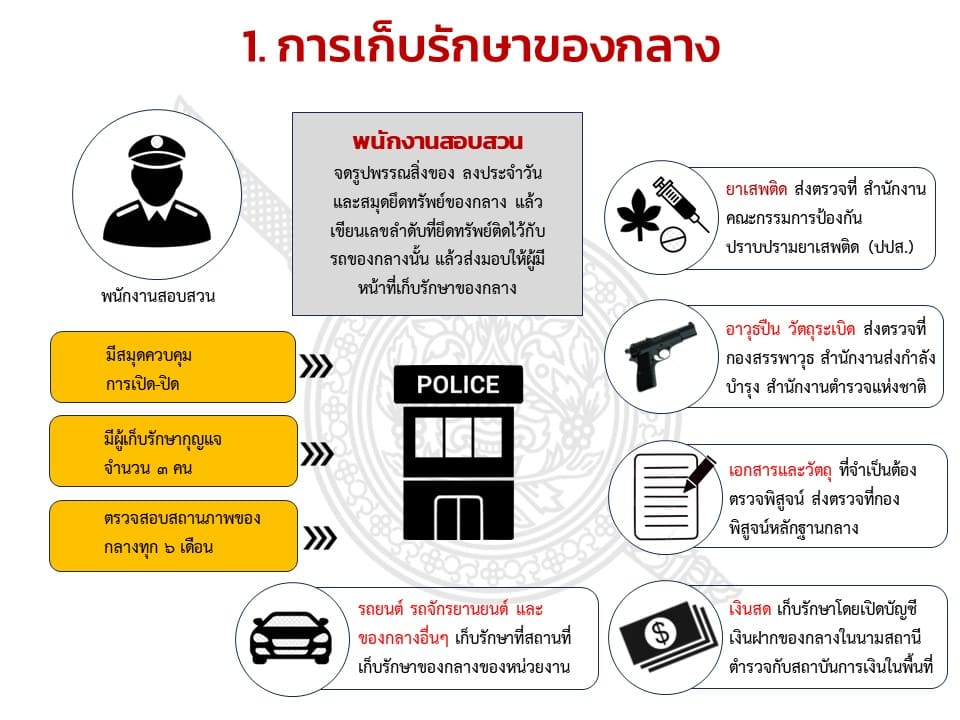 1. การเก็บรักษาของกลาง
พนักงานสอบสวน
พนักงานสอบสวน
จดรูปพรรณสิ่งของ ลงประจำวัน
และสมุดยึดทรัพย์ของกลาง แล้ว
เขียนเลขลำดับที่ยึดทรัพย์ติดไว้กับ
รถของกลางนั้น แล้วส่งมอบให้ผู้มี
หน้าที่เก็บรักษาของกลาง
มีสมุดควบคุม
การเปิด-ปิด
มีผู้เก็บรักษากุญแจ
จำนวน ๓ คน
ตรวจสอบสถานภาพของ
กลางทุก ๖ เดือน
POLICE
ยาเสพติด ส่งตรวจที่ สำนักงาน
คณะกรรมการป้องกัน
ปราบปรามยาเสพติด (ปปส.)
อาวุธปืน วัตถุระเบิด ส่งตรวจที่
กองสรรพาวุธ สำนักงานส่งกำลัง
บำรุง สำนักงานตำรวจแห่งชาติ
เอกสารและวัตถุ ที่จำเป็นต้อง
ตรวจพิสูจน์ ส่งตรวจที่กอง
พิสูจน์หลักฐานกลาง
รถยนต์ รถจักรยานยนต์ และ
ของกลางอื่นๆ เก็บรักษาที่สถานที่
เก็บรักษาของกลางของหน่วยงาน
เงินสด เก็บรักษาโดยเปิดบัญชี
เงินฝากของกลางในนามสถานี
ตำรวจกับสถาบันการเงินในพื้นที่